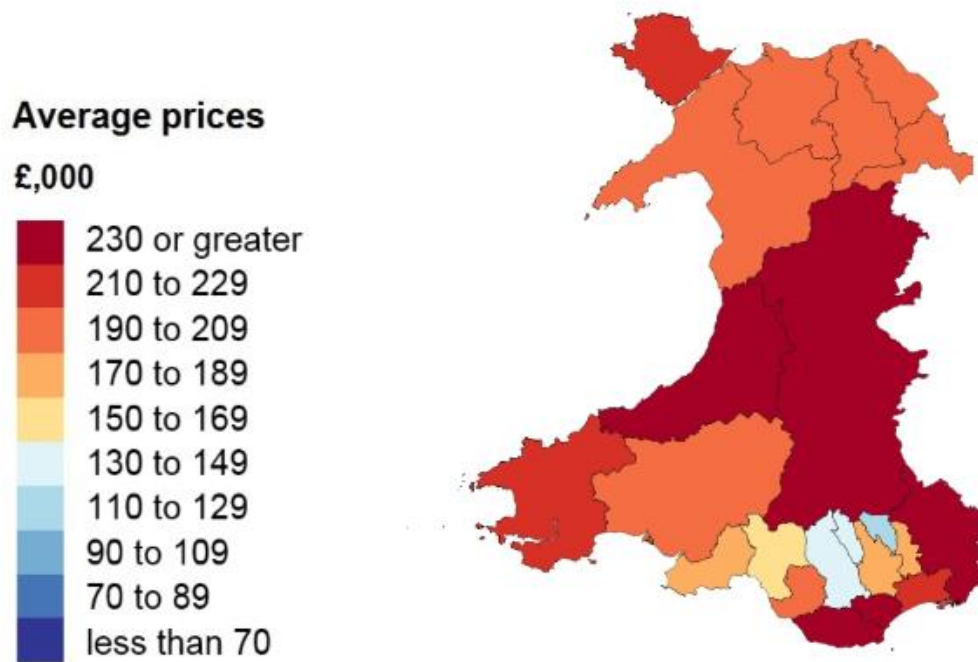 Average prices
£,000
230 or greater
210 to 229
190 to 209
170 to 189
150 to 169
130 to 149
110 to 129
90 to 109
70 to 89
less than 70